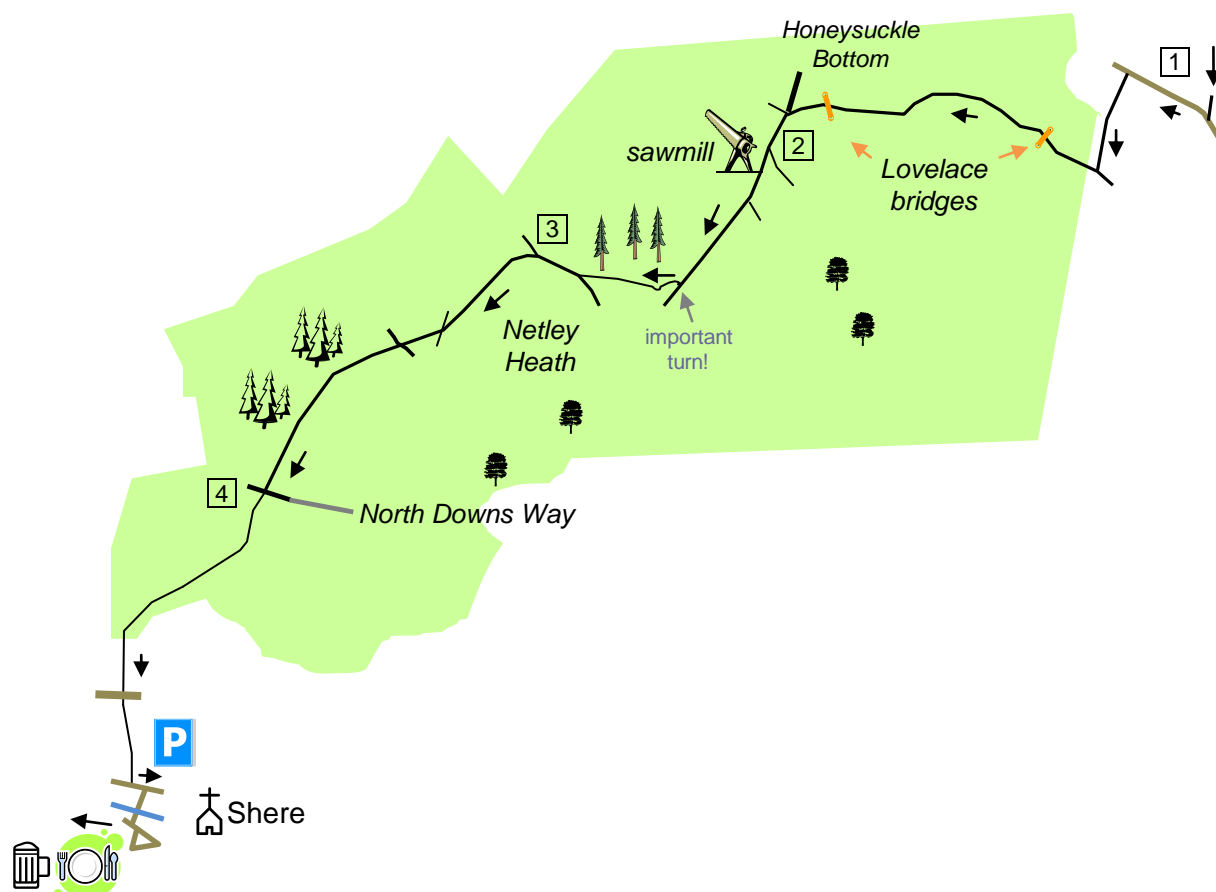 Honeysuckle
Bottom
1
sawmill
2
Lovelace
bridges
3
Netley
Heath
important
turn!
4
North Downs Way
P
Shere